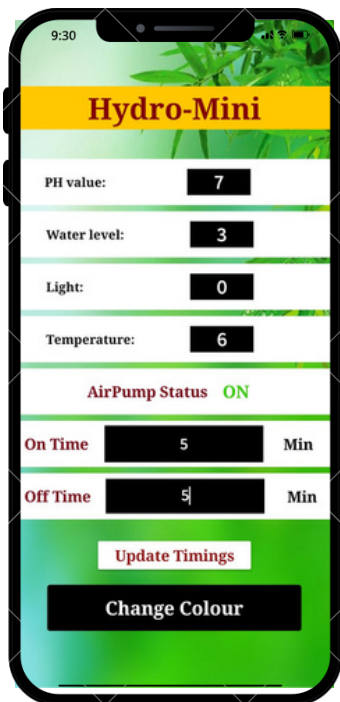 9:30
Hydro-Mini
PH value: 7
Water level: 3
Light: 0
Temperature: 6
AirPump Status ON
On Time 5 Min
Off Time 5 Min
Update Timings
Change Colour